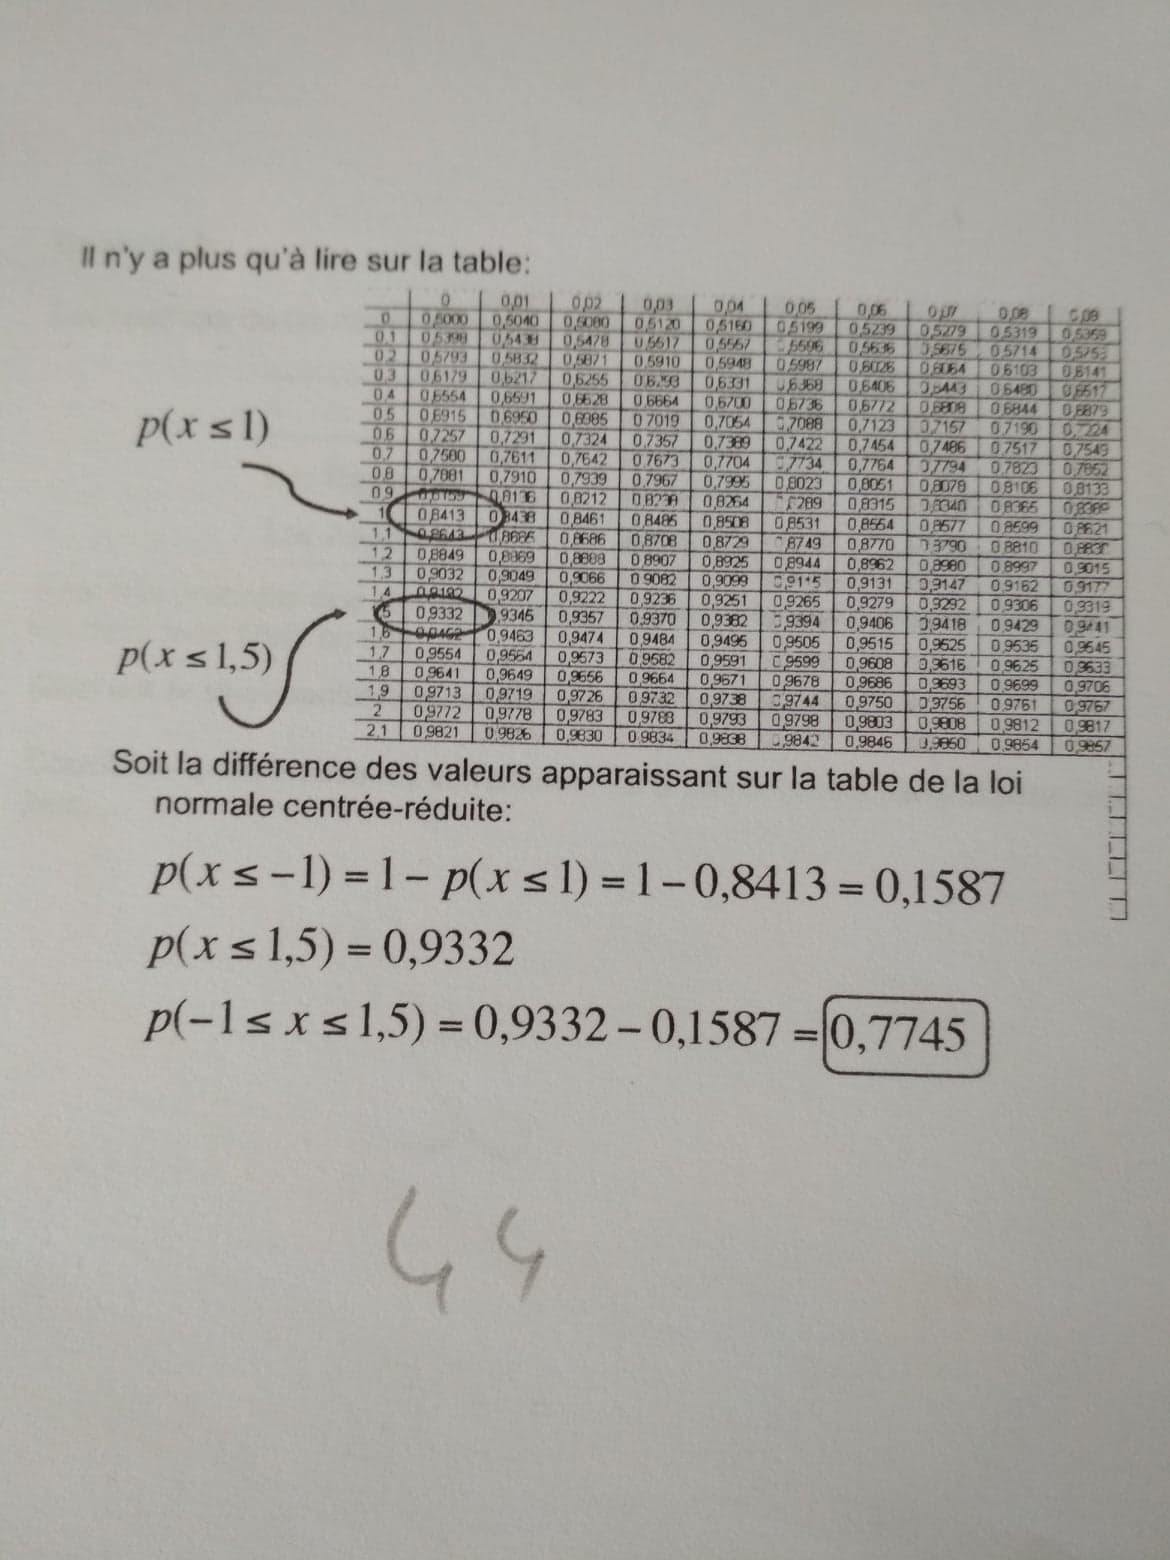 Il n'y a plus qu'à lire sur la table:
0 0,01 0,02 0,03 0,04 0,05 0,06 0,07 0,08
0 0,5000 0,5040 0,5080 0,5120 0,5160 0,5199 0,5239 0,5279 0,5319 0,5359
0,1 0,5398 0,5438 0,5478 0,5517 0,5557 0,5596 0,5636 0,5675 0,5714 0,5753
0,2 0,5793 0,5832 0,5871 0,5910 0,5948 0,5987 0,6026 0,6064 0,6103 0,6141
0,3 0,6179 0,6217 0,6255 0,6293 0,6331 0,6368 0,6406 0,6443 0,6480 0,6517
0,4 0,6554 0,6591 0,6628 0,6664 0,6700 0,6736 0,6772 0,6808 0,6844 0,6879
p(x ≤ 1)
0,5 0,6915 0,6950 0,6985 0,7019 0,7054 0,7088 0,7123 0,7157 0,7190 0,7224
0,6 0,7257 0,7291 0,7324 0,7357 0,7389 0,7422 0,7454 0,7486 0,7517 0,7549
0,7 0,7580 0,7611 0,7642 0,7673 0,7704 0,7734 0,7764 0,7794 0,7823 0,7852
0,8 0,7881 0,7910 0,7939 0,7967 0,7995 0,8023 0,8051 0,8078 0,8106 0,8133
0,9 0,8159 0,8212 0,8238 0,8264 0,8289 0,8315 0,8340 0,8365 0,8389
1 0,8413 0,8438 0,8461 0,8485 0,8508 0,8531 0,8554 0,8577 0,8599 0,8621
1,1 0,8643 0,8686 0,8708 0,8729 0,8749 0,8770 0,8790 0,8810 0,8830
1,2 0,8849 0,8869 0,8888 0,8907 0,8925 0,8944 0,8962 0,8980 0,8997 0,9015
1,3 0,9032 0,9049 0,9066 0,9082 0,9099 0,9115 0,9131 0,9147 0,9162 0,9177
1,4 0,9192 0,9207 0,9222 0,9236 0,9251 0,9265 0,9279 0,9292 0,9306 0,9319
1,5 0,9332 0,9345 0,9357 0,9370 0,9382 0,9394 0,9406 0,9418 0,9429 0,9441
1,6 0,9452 0,9463 0,9474 0,9484 0,9495 0,9505 0,9515 0,9525 0,9535 0,9545
p(x ≤ 1,5)
1,7 0,9554 0,9564 0,9573 0,9582 0,9591 0,9599 0,9608 0,9616 0,9625 0,9633
1,8 0,9641 0,9649 0,9656 0,9664 0,9671 0,9678 0,9686 0,9693 0,9699 0,9706
1,9 0,9713 0,9719 0,9726 0,9732 0,9738 0,9744 0,9750 0,9756 0,9761 0,9767
2 0,9772 0,9778 0,9783 0,9788 0,9793 0,9798 0,9803 0,9808 0,9812 0,9817
2,1 0,9821 0,9826 0,9830 0,9834 0,9838 0,9842 0,9846 0,9850 0,9854 0,9857
Soit la différence des valeurs apparaissant sur la table de la loi
normale centrée-réduite:
p(x ≤ −1) = 1 − p(x ≤ 1) = 1 − 0,8413 = 0,1587
p(x ≤ 1,5) = 0,9332
p(−1 ≤ x ≤ 1,5) = 0,9332 − 0,1587 = 0,7745
44